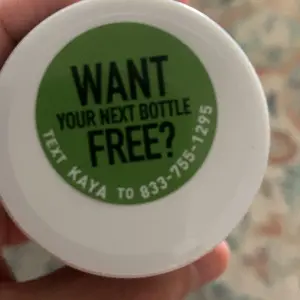 WANT
YOUR NEXT BOTTLE
FREE?
TEXT KAYA TO 833-755-1295